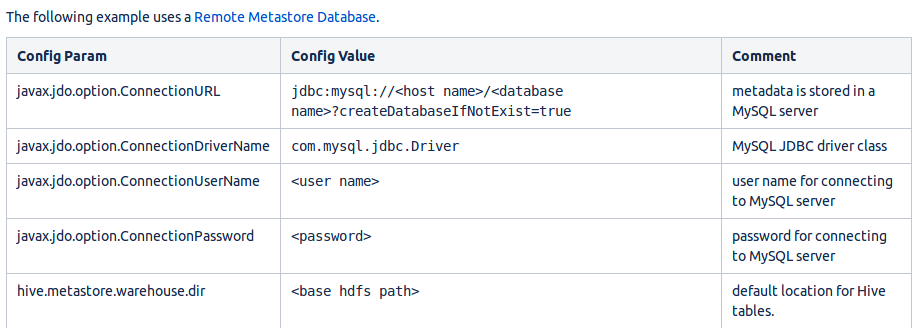 The following example uses a Remote Metastore Database.
Config Param Config Value Comment
javax.jdo.option.ConnectionURL jdbc:mysql://<host name>/<database metadata is stored in a
name>?createDatabaseIfNotExist=true MySQL server
javax.jdo.option.ConnectionDriverName com.mysql.jdbc.Driver MySQL JDBC driver class
javax.jdo.option.ConnectionUserName <user name> user name for connecting
to MySQL server
javax.jdo.option.ConnectionPassword <password> password for connecting
to MySQL server
hive.metastore.warehouse.dir <base hdfs path> default location for Hive
tables.